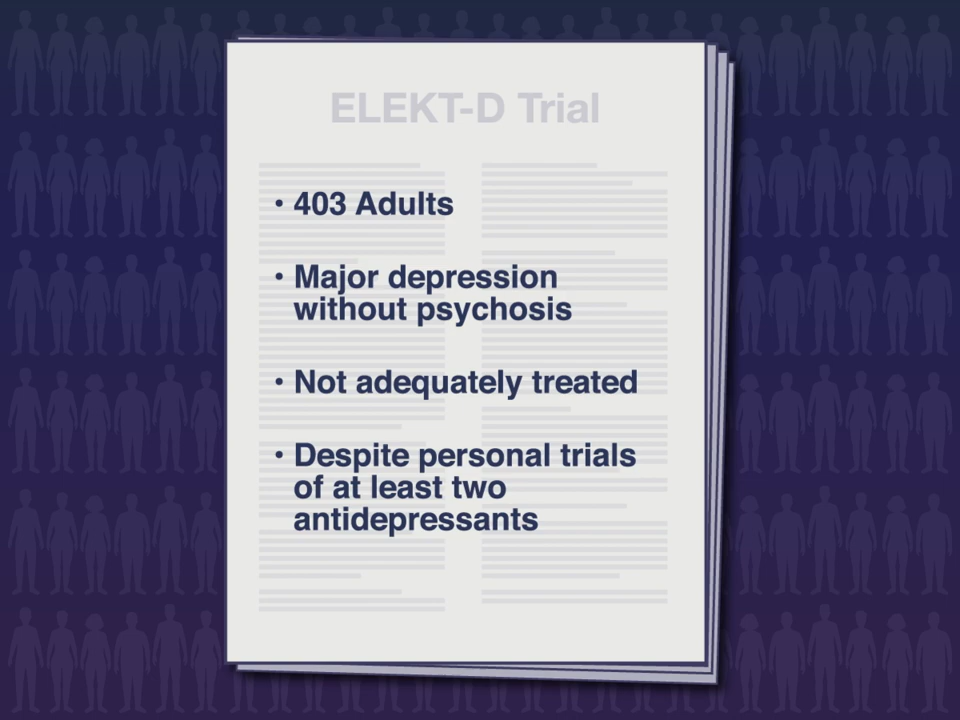 ELEKT-D Trial
• 403 Adults
• Major depression
without psychosis
• Not adequately treated
• Despite personal trials
of at least two
antidepressants